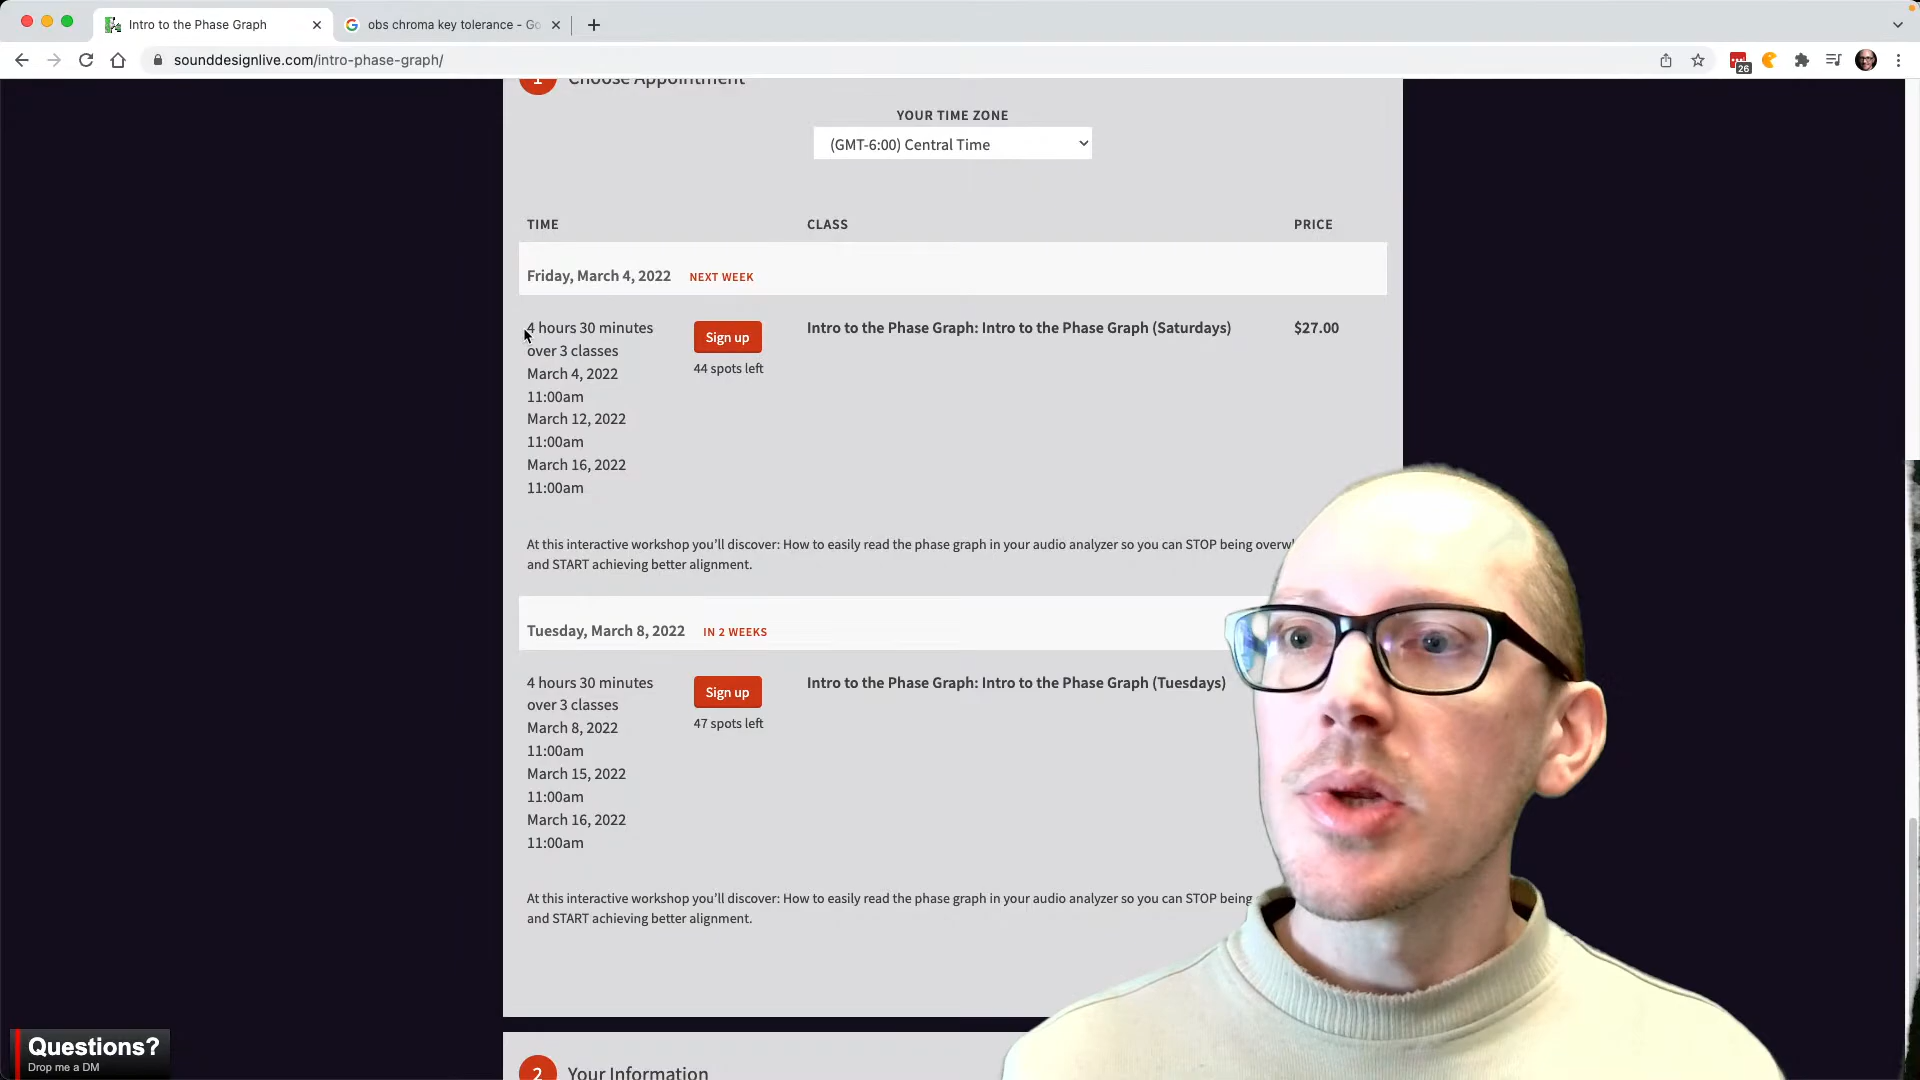 Intro to the Phase Graph
obs chroma key tolerance - Go
sounddesignlive.com/intro-phase-graph/
26
1 Choose Appointment
YOUR TIME ZONE
(GMT-6:00) Central Time
TIME CLASS PRICE
Friday, March 4, 2022 NEXT WEEK
4 hours 30 minutes
over 3 classes
March 4, 2022
11:00am
March 12, 2022
11:00am
March 16, 2022
11:00am
Sign up
44 spots left
Intro to the Phase Graph: Intro to the Phase Graph (Saturdays)
$27.00
At this interactive workshop you'll discover: How to easily read the phase graph in your audio analyzer so you can STOP being
and START achieving better alignment.
Tuesday, March 8, 2022 IN 2 WEEKS
4 hours 30 minutes
over 3 classes
March 8, 2022
11:00am
March 15, 2022
11:00am
March 16, 2022
11:00am
Sign up
47 spots left
Intro to the Phase Graph: Intro to the Phase Graph (Tuesdays)
At this interactive workshop you'll discover: How to easily read the phase graph in your audio analyzer so you can STOP being
and START achieving better alignment.
2 Your Information
Questions?
Drop me a DM